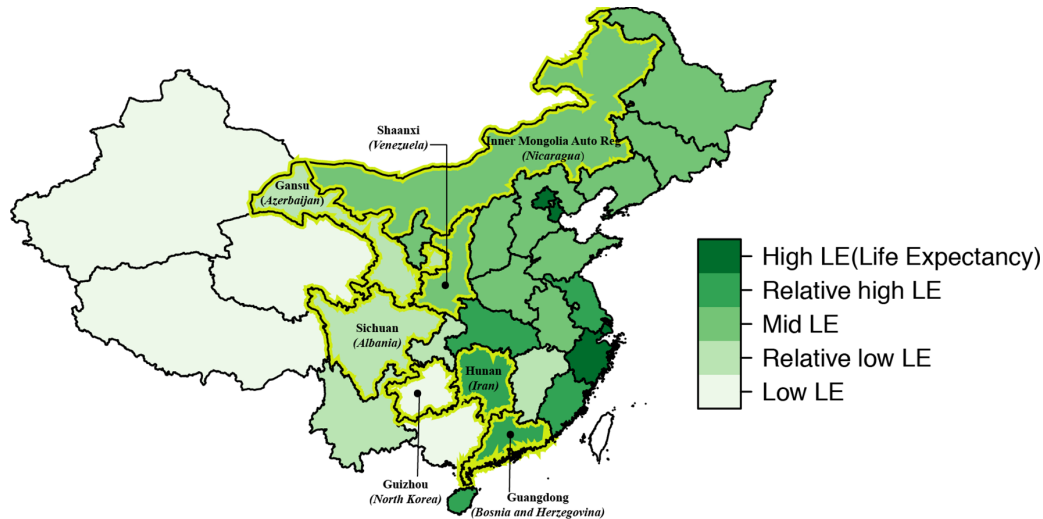 Shaanxi
(Venezuela)
Inner Mongolia Auto Reg
(Nicaragua)
Gansu
(Azerbaijan)
Sichuan
(Albania)
Hunan
(Iran)
Guizhou
(North Korea)
Guangdong
(Bosnia and Herzegovina)
High LE(Life Expectancy)
Relative high LE
Mid LE
Relative low LE
Low LE